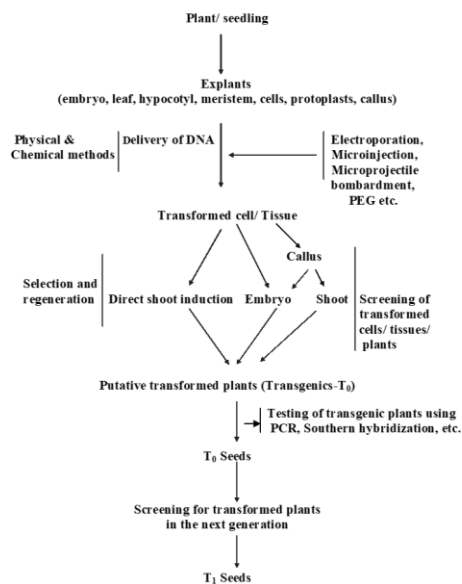 Plant/ seedling
Explants
(embryo, leaf, hypocotyl, meristem, cells, protoplasts, callus)
Physical &
Chemical methods
Delivery of DNA
Electroporation,
Microinjection,
Microprojectile
bombardment,
PEG etc.
Transformed cell/ Tissue
Callus
Selection and
regeneration
Direct shoot induction
Embryo
Shoot
Screening of
transformed
cells/ tissues/
plants
Putative transformed plants (Transgenics-T₀)
Testing of transgenic plants using
PCR, Southern hybridization, etc.
T₀ Seeds
Screening for transformed plants
in the next generation
T₁ Seeds